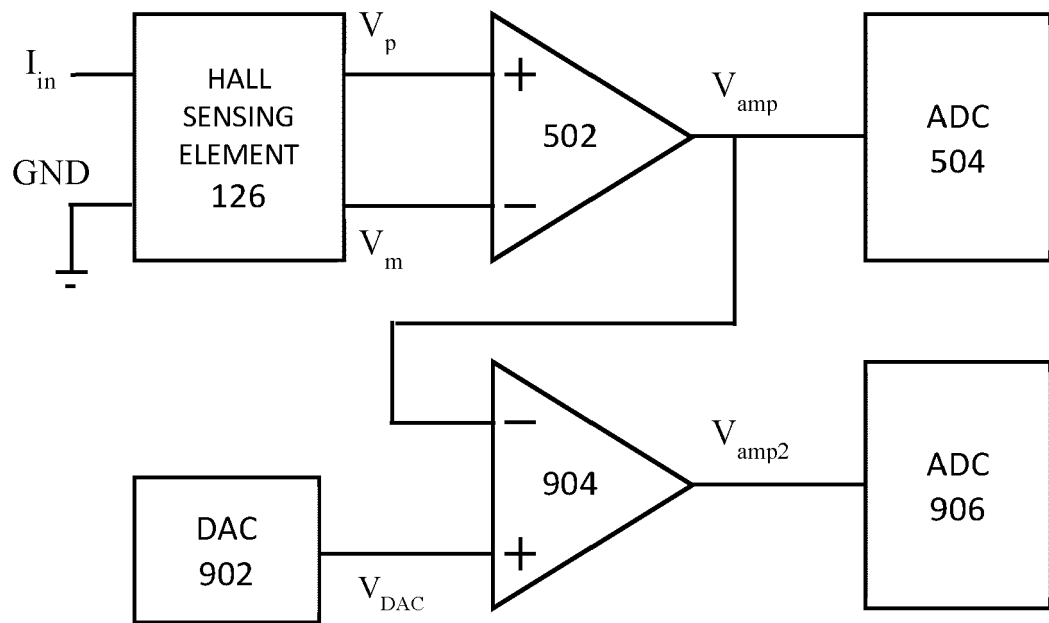 I_in
GND
HALL
SENSING
ELEMENT
126
V_p
V_m
+
502
−
V_amp
ADC
504
DAC
902
V_DAC
−
904
+
V_amp2
ADC
906